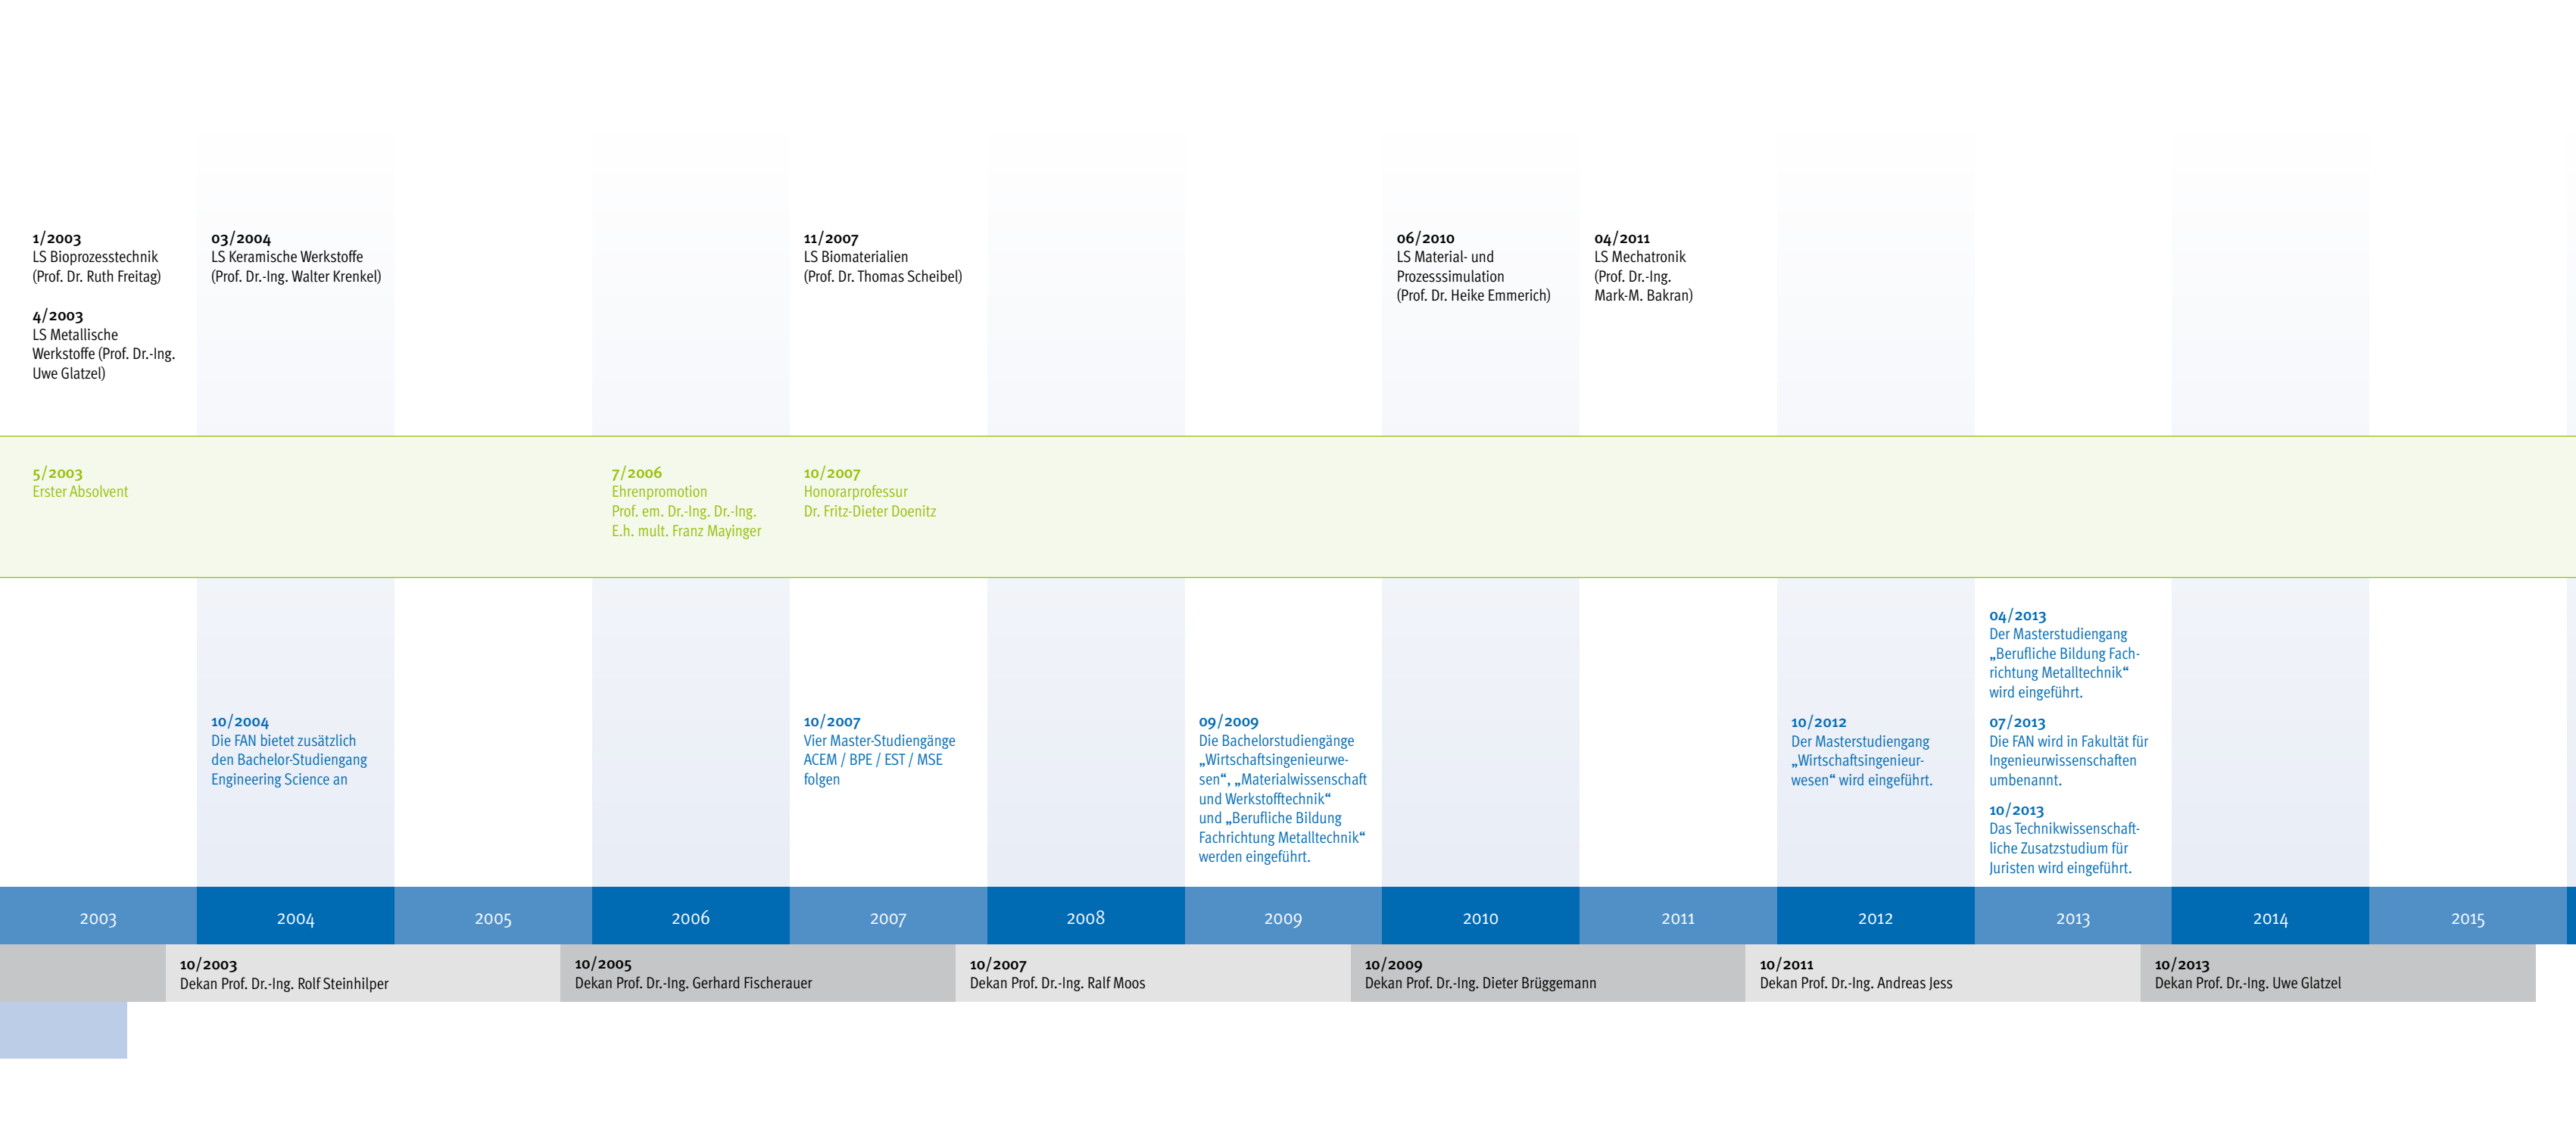 1/2003
LS Bioprozesstechnik
(Prof. Dr. Ruth Freitag)
4/2003
LS Metallische
Werkstoffe (Prof. Dr.-Ing.
Uwe Glatzel)
03/2004
LS Keramische Werkstoffe
(Prof. Dr.-Ing. Walter Krenkel)
11/2007
LS Biomaterialien
(Prof. Dr. Thomas Scheibel)
06/2010
LS Material- und
Prozesssimulation
(Prof. Dr. Heike Emmerich)
04/2011
LS Mechatronik
(Prof. Dr.-Ing.
Mark-M. Bakran)
5/2003
Erster Absolvent
7/2006
Ehrenpromotion
Prof. em. Dr.-Ing. Dr.-Ing.
E.h. mult. Franz Mayinger
10/2007
Honorarprofessur
Dr. Fritz-Dieter Doenitz
10/2004
Die FAN bietet zusätzlich
den Bachelor-Studiengang
Engineering Science an
10/2007
Vier Master-Studiengänge
ACEM / BPE / EST / MSE
folgen
09/2009
Die Bachelorstudiengänge
„Wirtschaftsingenieurwe-
sen“, „Materialwissenschaft
und Werkstofftechnik“
und „Berufliche Bildung
Fachrichtung Metalltechnik“
werden eingeführt.
10/2012
Der Masterstudiengang
„Wirtschaftsingenieur-
wesen“ wird eingeführt.
04/2013
Der Masterstudiengang
„Berufliche Bildung Fach-
richtung Metalltechnik“
wird eingeführt.
07/2013
Die FAN wird in Fakultät für
Ingenieurwissenschaften
umbenannt.
10/2013
Das Technikwissenschaft-
liche Zusatzstudium für
Juristen wird eingeführt.
2003 2004 2005 2006 2007 2008 2009 2010 2011 2012 2013 2014 2015
10/2003
Dekan Prof. Dr.-Ing. Rolf Steinhilper
10/2005
Dekan Prof. Dr.-Ing. Gerhard Fischerauer
10/2007
Dekan Prof. Dr.-Ing. Ralf Moos
10/2009
Dekan Prof. Dr.-Ing. Dieter Brüggemann
10/2011
Dekan Prof. Dr.-Ing. Andreas Jess
10/2013
Dekan Prof. Dr.-Ing. Uwe Glatzel